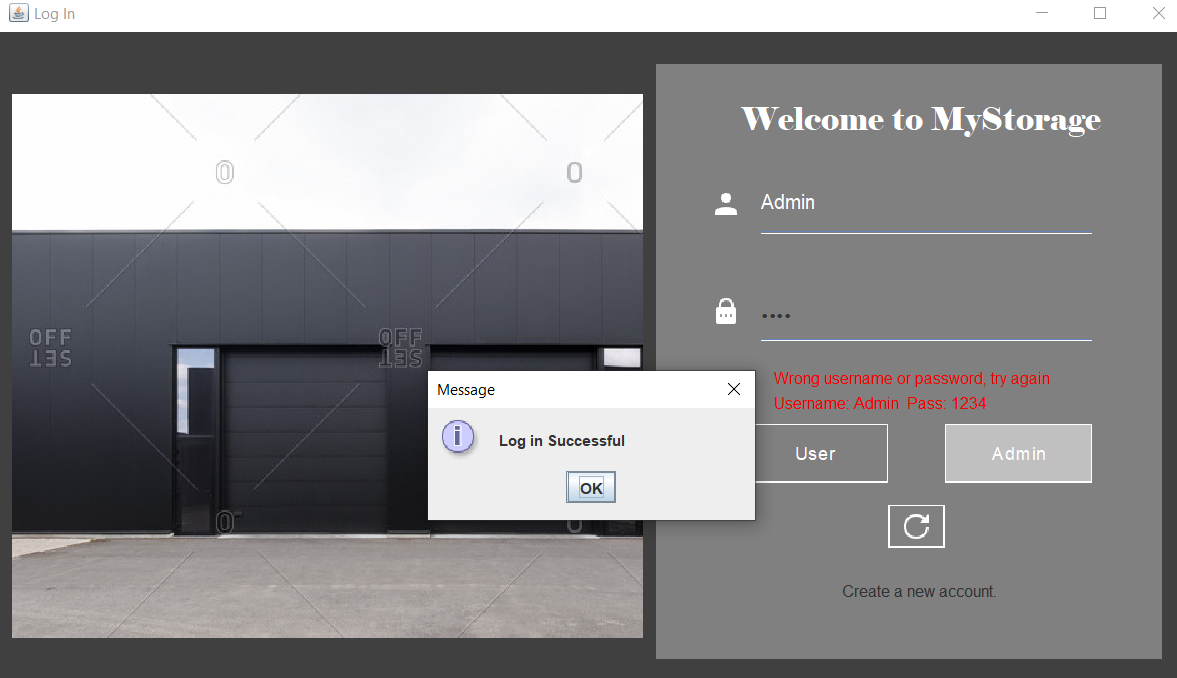 Log In
Welcome to MyStorage
Admin
••••
Wrong username or password, try again
Username: Admin  Pass: 1234
User
Admin
Create a new account.
Message
Log in Successful
OK
O
O
OFF
SET
OFF
SET
O
O